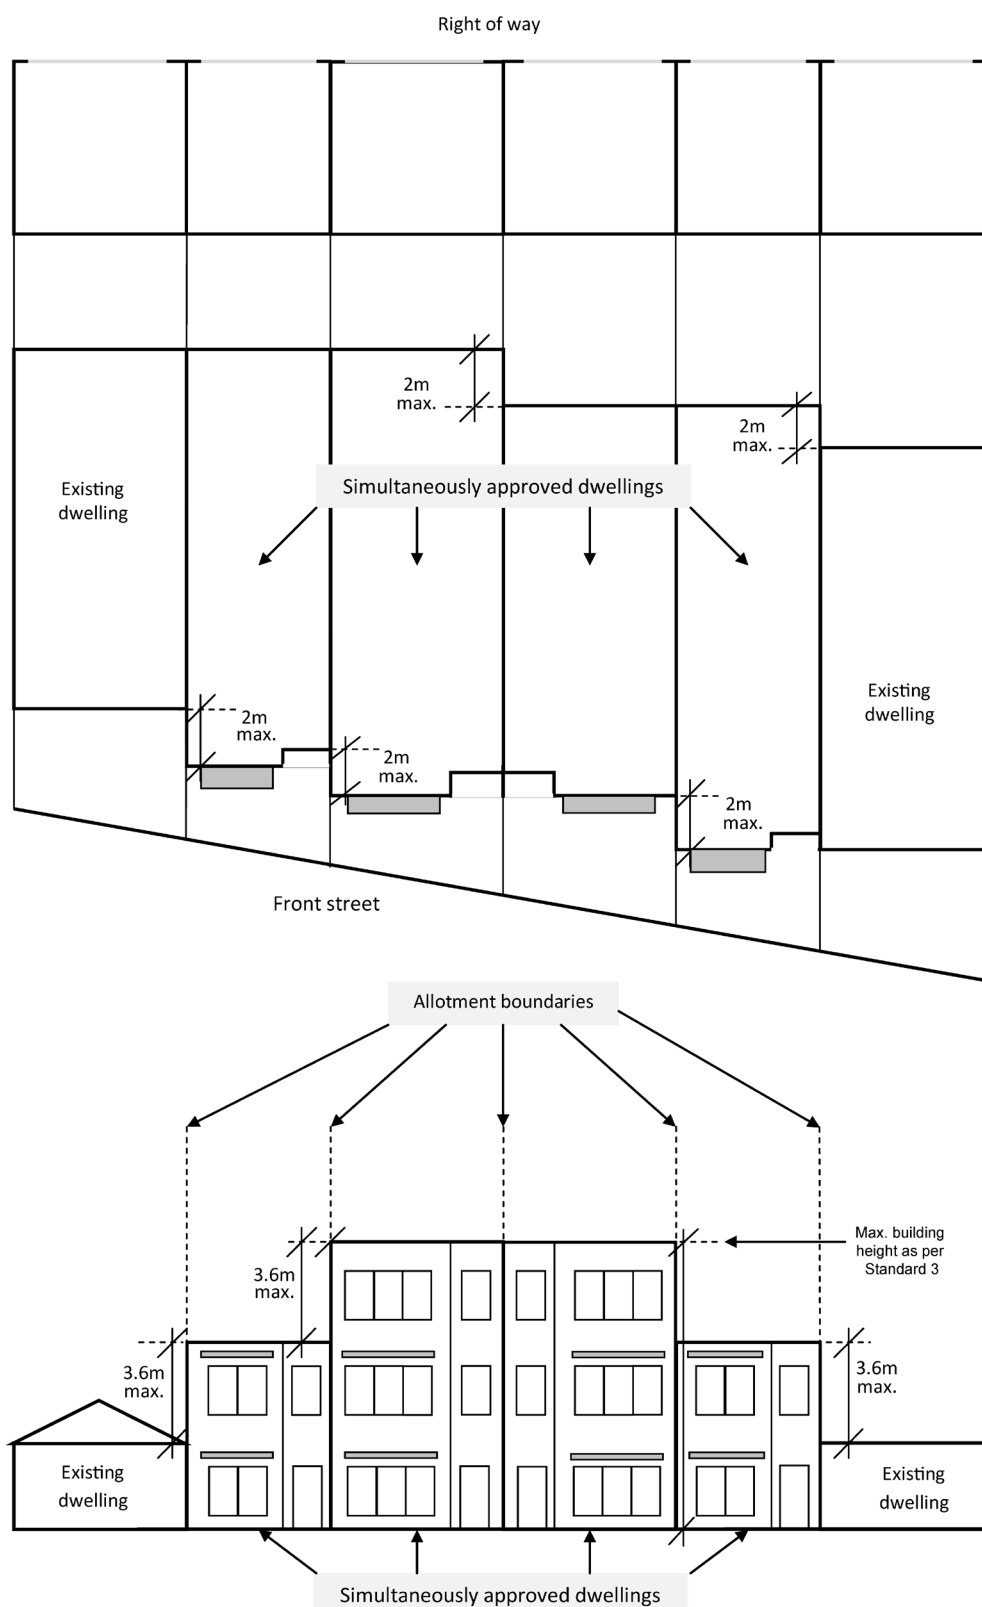 Right of way
2m
max.
2m
max.
Simultaneously approved dwellings
Existing
dwelling
Existing
dwelling
2m
max.
2m
max.
2m
max.
Front street
Allotment boundaries
Max. building
height as per
Standard 3
3.6m
max.
3.6m
max.
3.6m
max.
Existing
dwelling
Existing
dwelling
Simultaneously approved dwellings